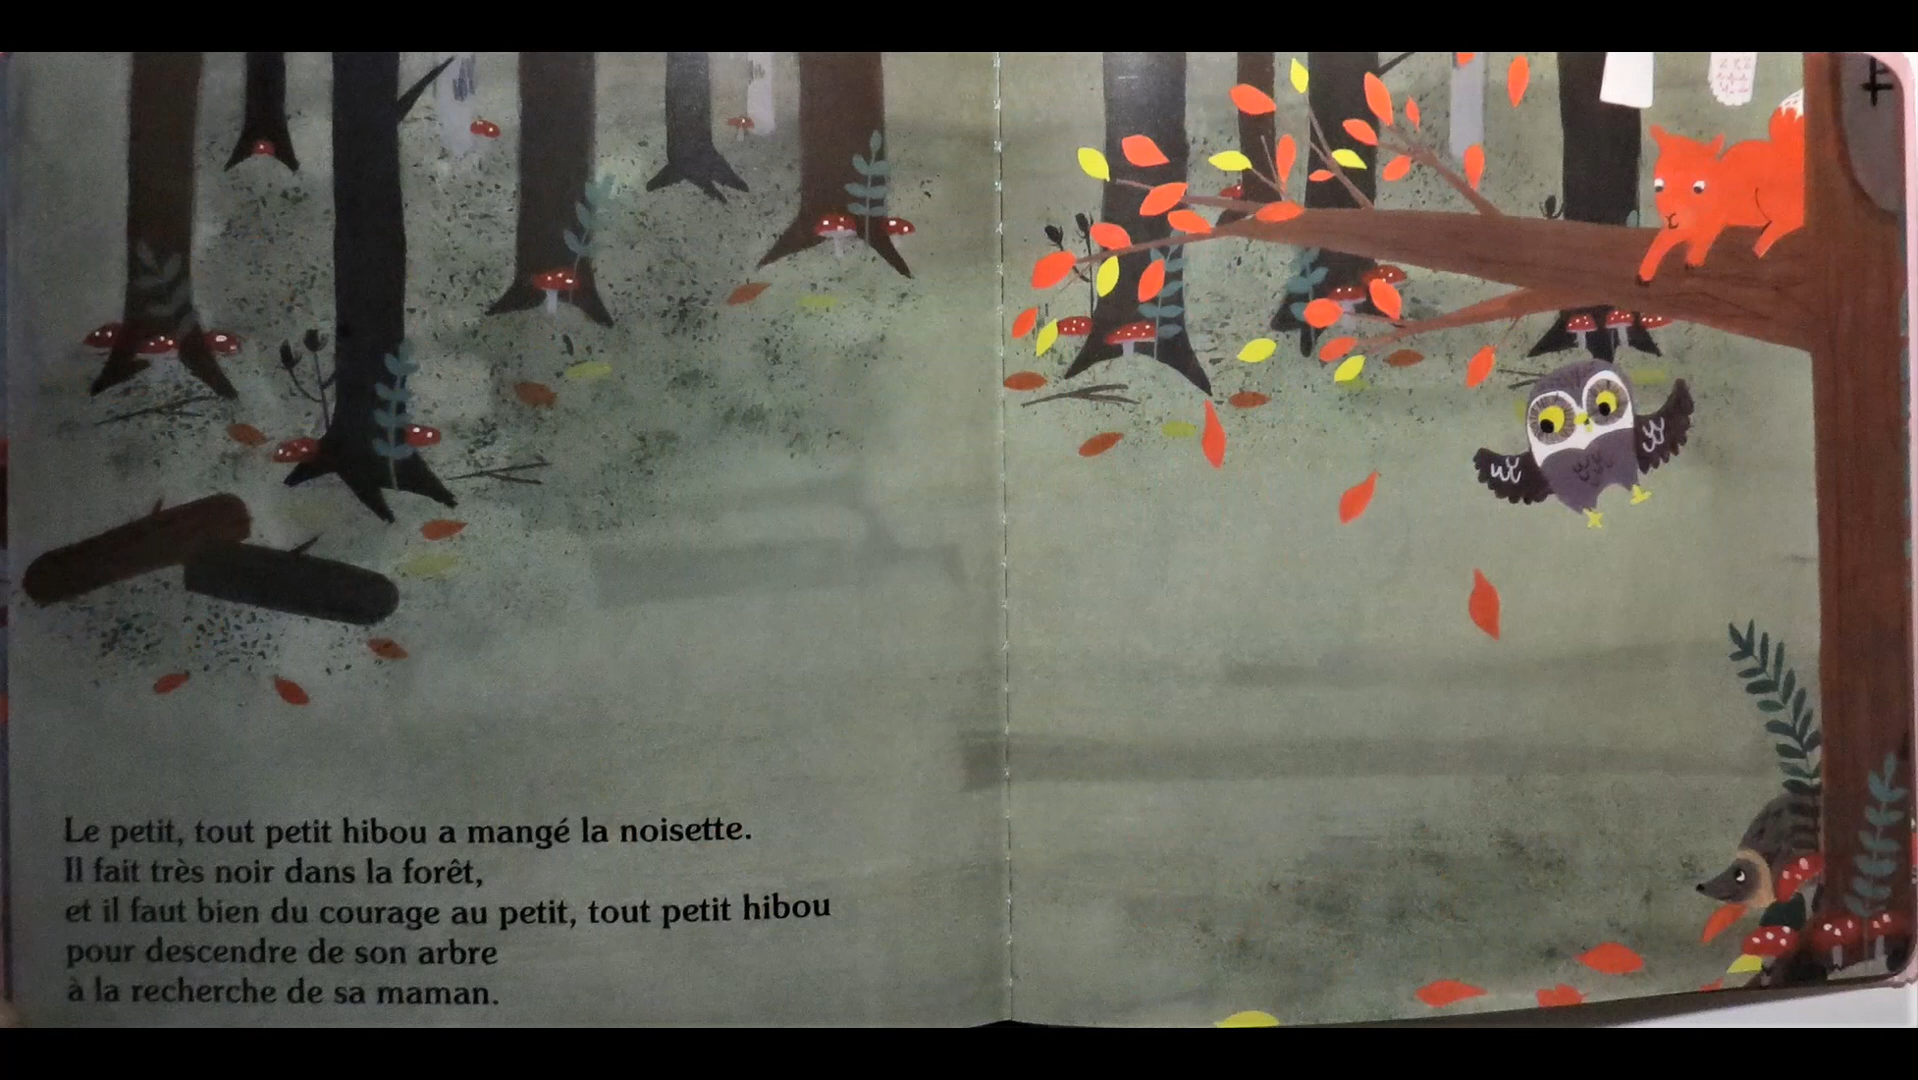 Le petit, tout petit hibou a mangé la noisette.
Il fait très noir dans la forêt,
et il faut bien du courage au petit, tout petit hibou
pour descendre de son arbre
à la recherche de sa maman.